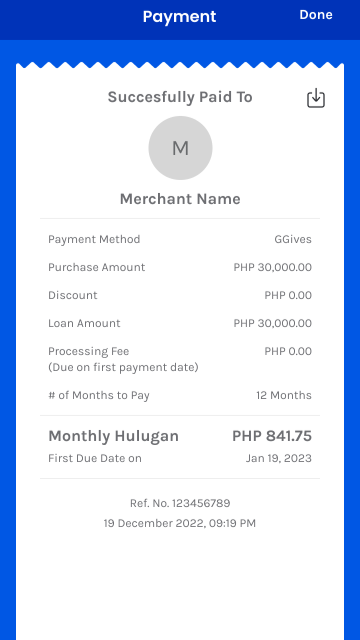 Payment
Done
Succesfully Paid To
M
Merchant Name
Payment Method GGives
Purchase Amount PHP 30,000.00
Discount PHP 0.00
Loan Amount PHP 30,000.00
Processing Fee PHP 0.00
(Due on first payment date)
# of Months to Pay 12 Months
Monthly Hulugan PHP 841.75
First Due Date on Jan 19, 2023
Ref. No. 123456789
19 December 2022, 09:19 PM